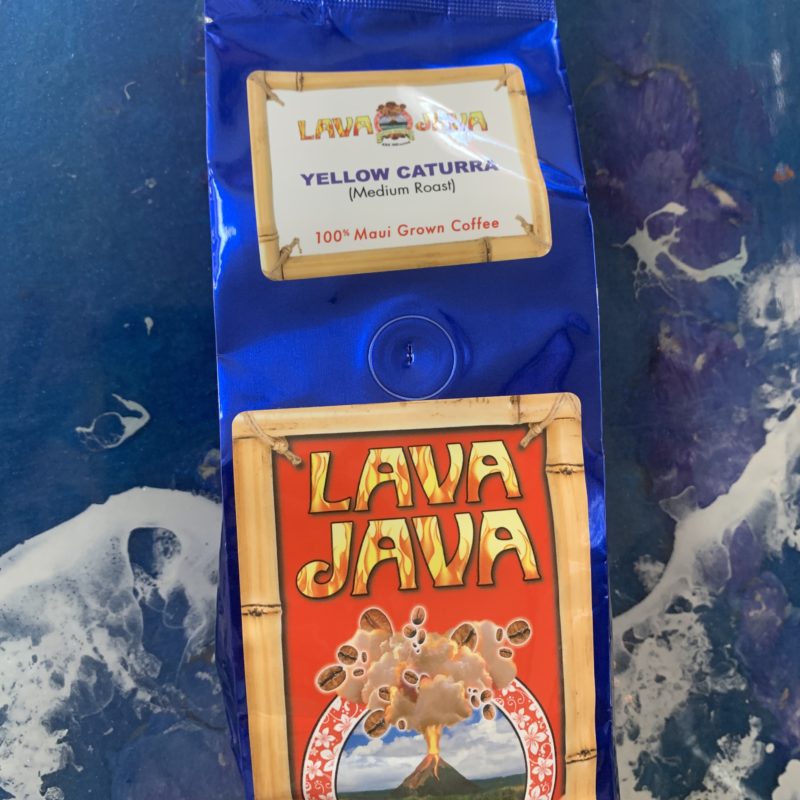 LAVA JAVA
YELLOW CATURRA
(Medium Roast)
100% Maui Grown Coffee
LAVA
JAVA